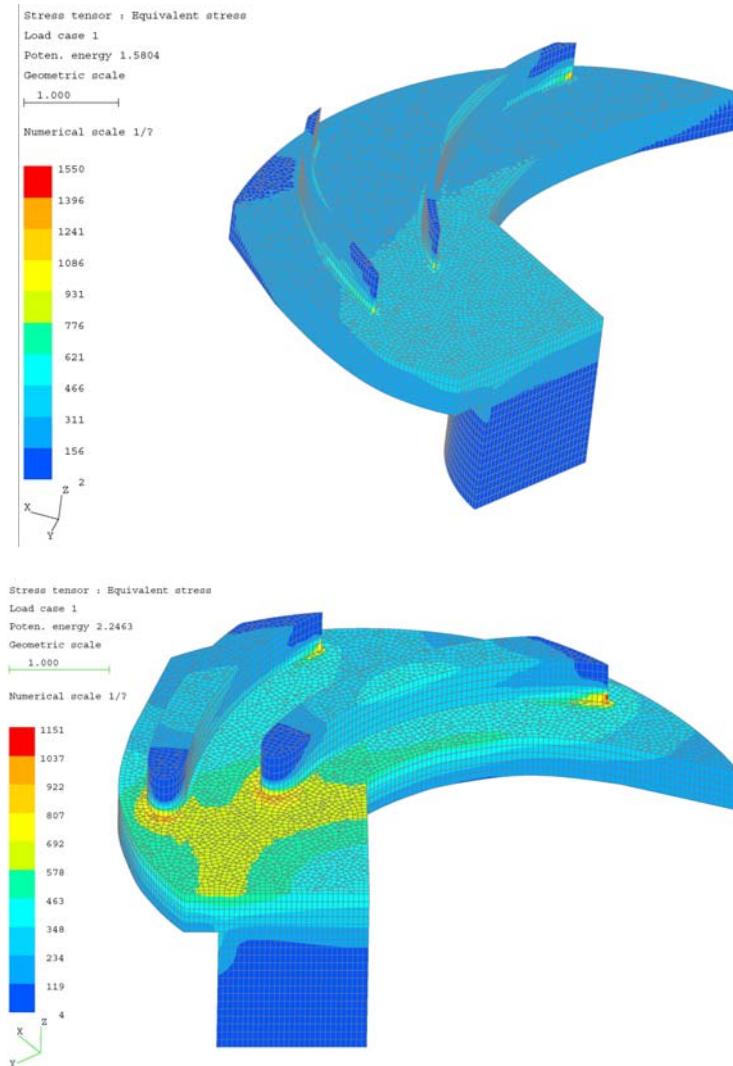 Stress tensor : Equivalent stress
Load case 1
Poten. energy 1.5804
Geometric scale
1.000
Numerical scale 1/?
1550
1396
1241
1086
931
776
621
466
311
156
2
Z
X
Y
Stress tensor : Equivalent stress
Load case 1
Poten. energy 2.2463
Geometric scale
1.000
Numerical scale 1/?
1151
1037
922
807
692
578
463
348
234
119
4
X
Z
Y